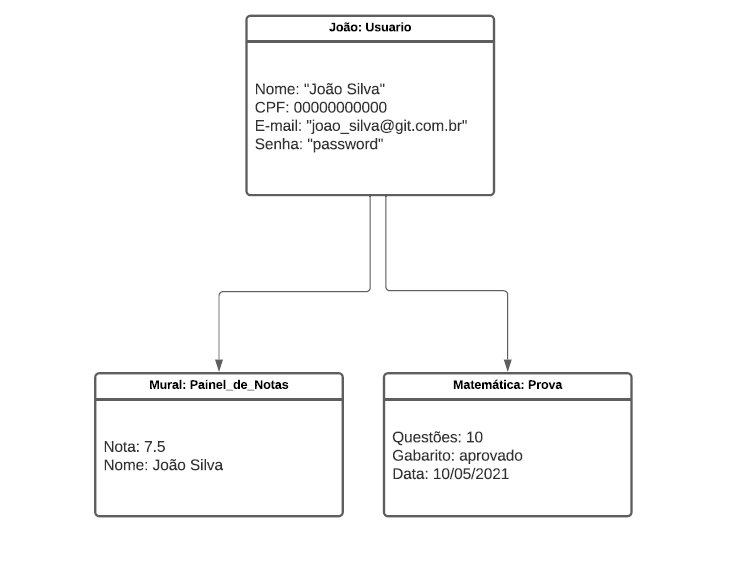 João: Usuario
Nome: "João Silva"
CPF: 00000000000
E-mail: "joao_silva@git.com.br"
Senha: "password"
Mural: Painel_de_Notas
Nota: 7.5
Nome: João Silva
Matemática: Prova
Questões: 10
Gabarito: aprovado
Data: 10/05/2021